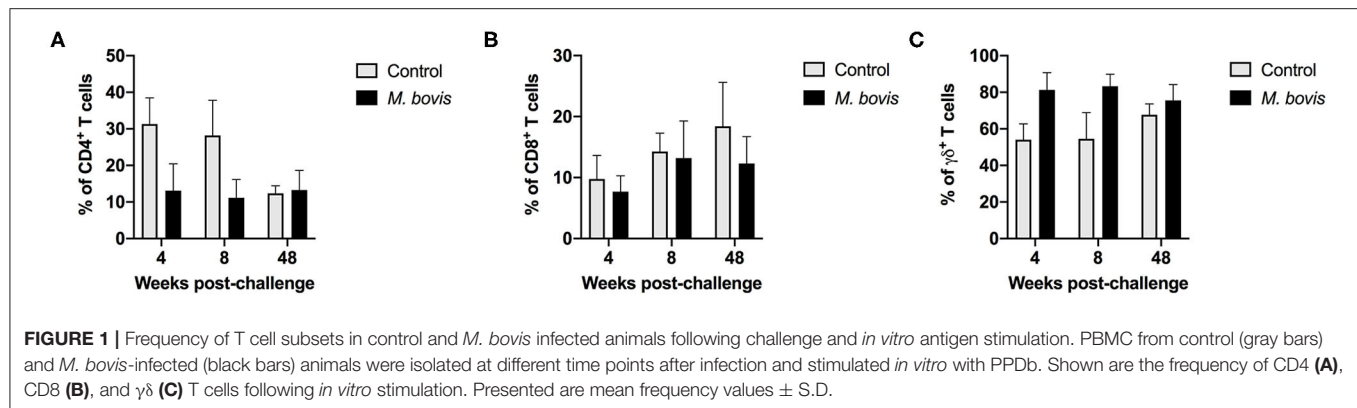 A
50
40
30
20
10
0
% of CD4+ T cells
4 8 48
Weeks post-challenge
Control
M. bovis
B
30
20
10
0
% of CD8+ T cells
4 8 48
Weeks post-challenge
Control
M. bovis
C
100
80
60
40
20
0
% of γδ+ T cells
4 8 48
Weeks post-challenge
Control
M. bovis
FIGURE 1 | Frequency of T cell subsets in control and M. bovis infected animals following challenge and in vitro antigen stimulation. PBMC from control (gray bars)
and M. bovis-infected (black bars) animals were isolated at different time points after infection and stimulated in vitro with PPDb. Shown are the frequency of CD4 (A),
CD8 (B), and γδ (C) T cells following in vitro stimulation. Presented are mean frequency values ± S.D.